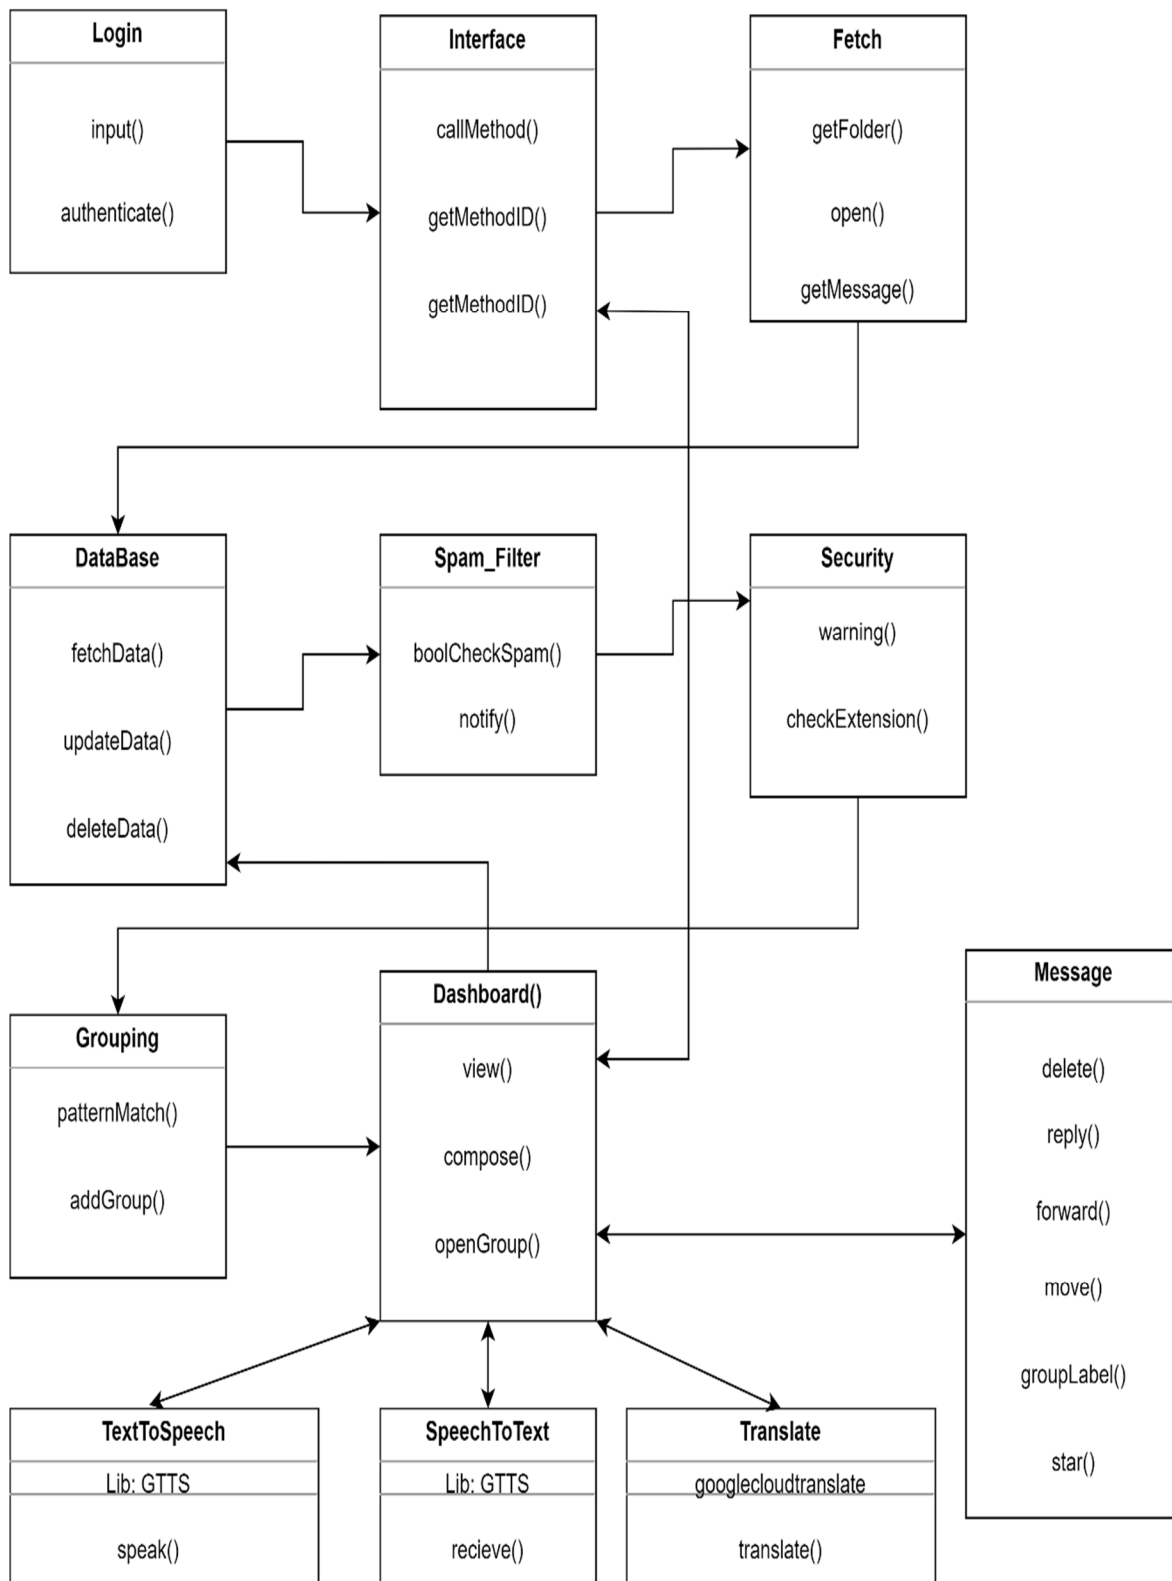 Login
input()
authenticate()
Interface
callMethod()
getMethodID()
getMethodID()
Fetch
getFolder()
open()
getMessage()
DataBase
fetchData()
updateData()
deleteData()
Spam_Filter
boolCheckSpam()
notify()
Security
warning()
checkExtension()
Grouping
patternMatch()
addGroup()
Dashboard()
view()
compose()
openGroup()
Message
delete()
reply()
forward()
move()
groupLabel()
star()
TextToSpeech
Lib: GTTS
speak()
SpeechToText
Lib: GTTS
recieve()
Translate
googlecloudtranslate
translate()